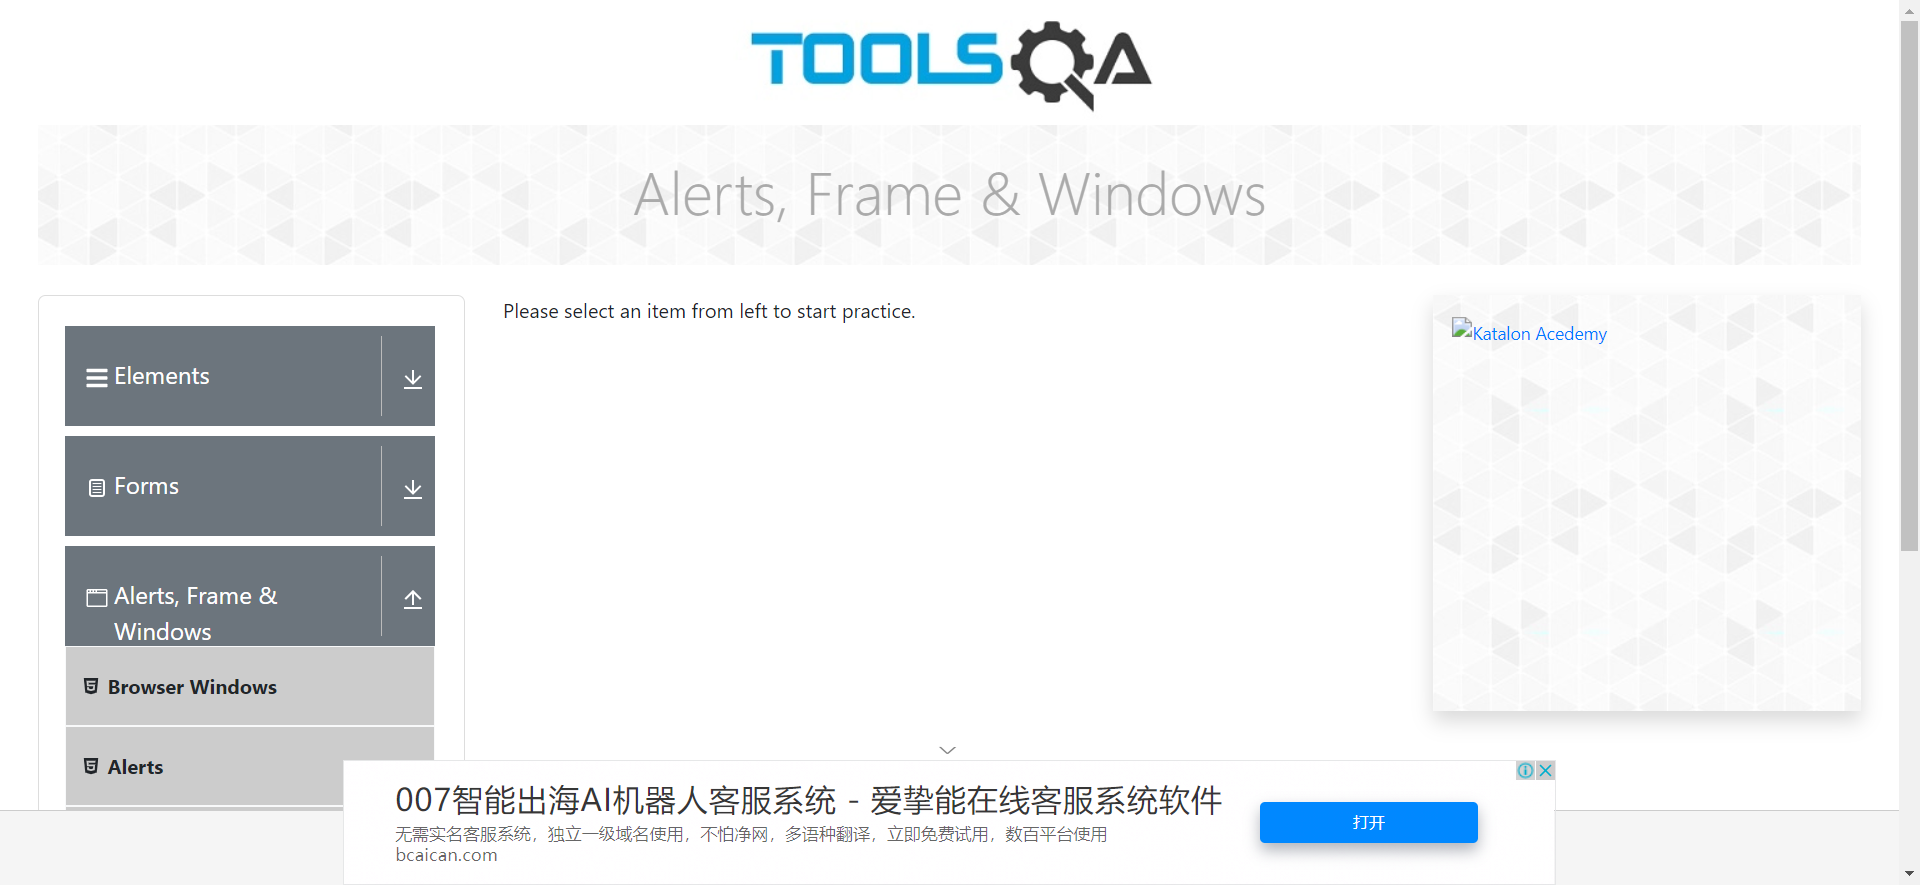 TOOLSQA
Alerts, Frame & Windows
Elements
Forms
Alerts, Frame &
Windows
Browser Windows
Alerts
Please select an item from left to start practice.
Katalon Acedemy
007智能出海AI机器人客服系统 - 爱挚能在线客服系统软件
无需实名客服系统，独立一级域名使用，不怕净网，多语种翻译，立即免费试用，数百平台使用
bcaican.com
打开